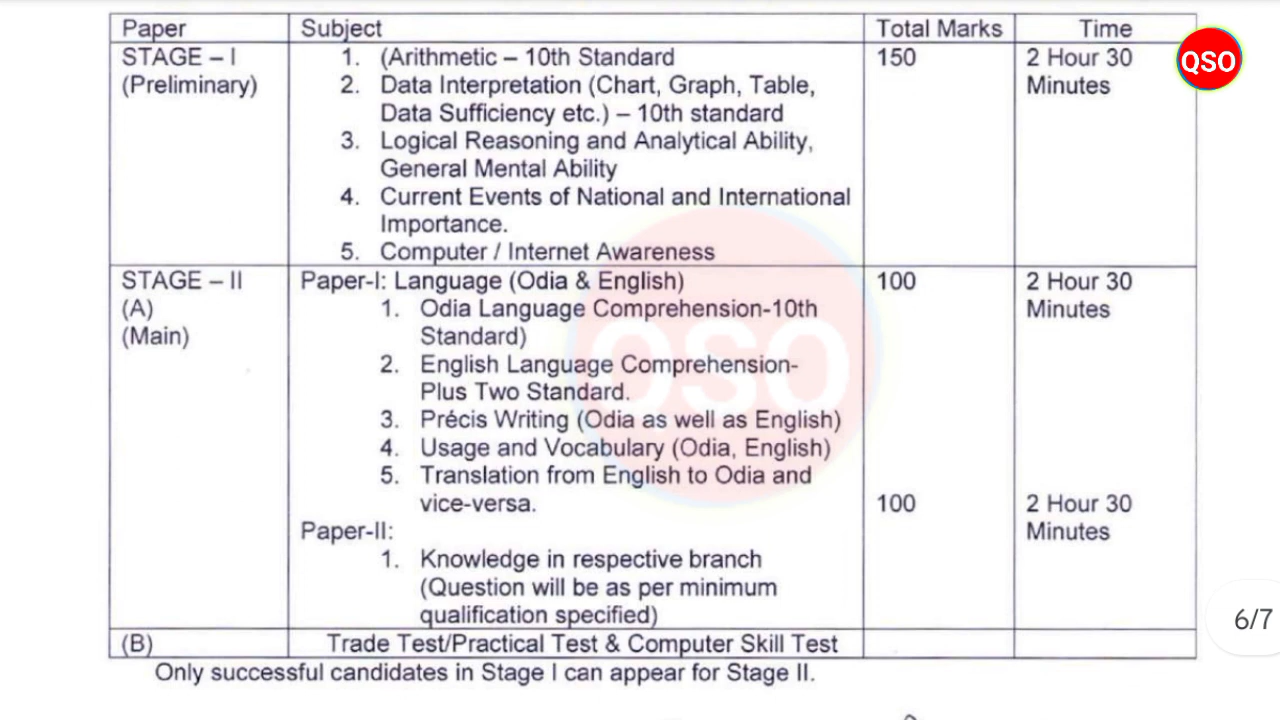 Paper Subject Total Marks Time
STAGE – I 1. (Arithmetic – 10th Standard 150 2 Hour 30
(Preliminary) 2. Data Interpretation (Chart, Graph, Table, Minutes
Data Sufficiency etc.) – 10th standard
3. Logical Reasoning and Analytical Ability,
General Mental Ability
4. Current Events of National and International
Importance.
5. Computer / Internet Awareness
STAGE – II Paper-I: Language (Odia & English) 100 2 Hour 30
(A) 1. Odia Language Comprehension-10th Minutes
(Main) Standard)
2. English Language Comprehension-
Plus Two Standard.
3. Précis Writing (Odia as well as English)
4. Usage and Vocabulary (Odia, English)
5. Translation from English to Odia and
vice-versa. 100 2 Hour 30
Paper-II: Minutes
1. Knowledge in respective branch
(Question will be as per minimum
qualification specified)
(B) Trade Test/Practical Test & Computer Skill Test
Only successful candidates in Stage I can appear for Stage II.
QSO
QSO
6/7